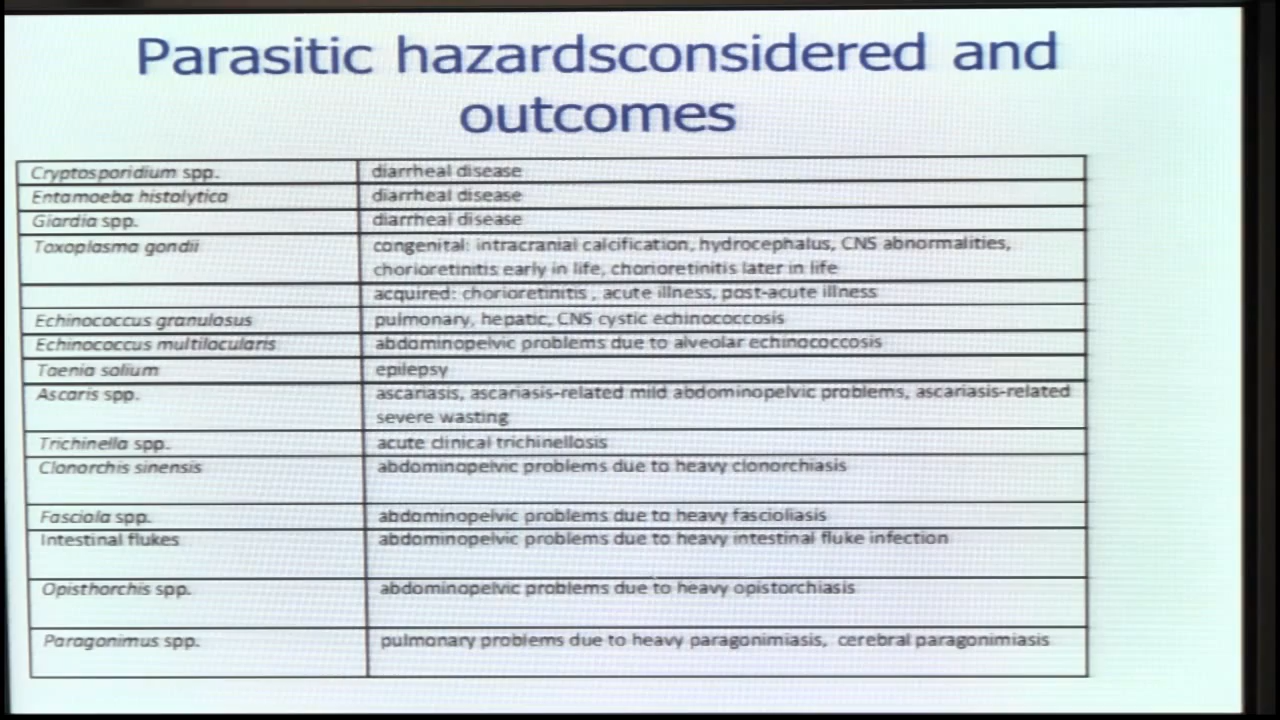 Parasitic hazardsconsidered and
outcomes
Cryptosporidium spp. diarrheal disease
Entamoeba histolytica diarrheal disease
Giardia spp. diarrheal disease
Toxoplasma gondii congenital: intracranial calcification, hydrocephalus, CNS abnormalities,
chorioretinitis early in life, chorioretinitis later in life
acquired: chorioretinitis , acute illness, post-acute illness
Echinococcus granulosus pulmonary, hepatic, CNS cystic echinococcosis
Echinococcus multilocularis abdominopelvic problems due to alveolar echinococcosis
Taenia solium epilepsy
Ascaris spp. ascariasis, ascariasis-related mild abdominopelvic problems, ascariasis-related
severe wasting
Trichinella spp. acute clinical trichinellosis
Clonorchis sinensis abdominopelvic problems due to heavy clonorchiasis
Fasciola spp. abdominopelvic problems due to heavy fascioliasis
Intestinal flukes abdominopelvic problems due to heavy intestinal fluke infection
Opisthorchis spp. abdominopelvic problems due to heavy opistorchiasis
Paragonimus spp. pulmonary problems due to heavy paragonimiasis, cerebral paragonimiasis